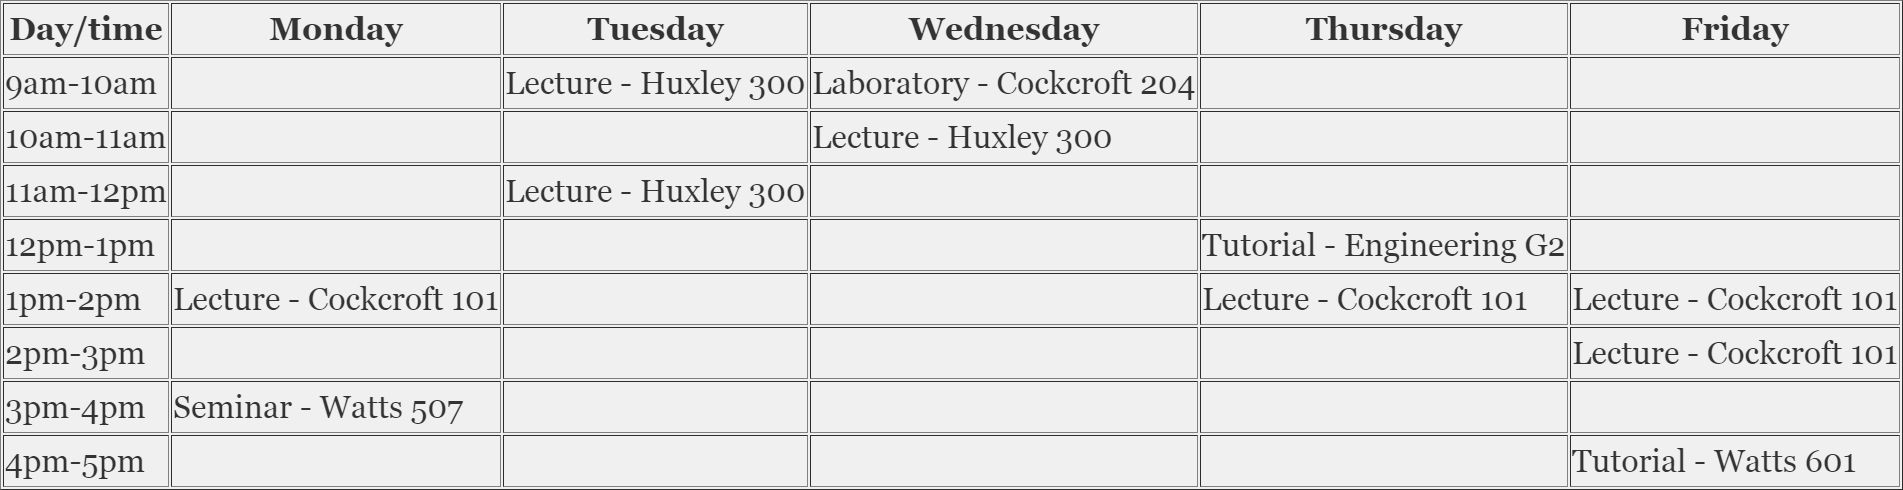 Day/time Monday Tuesday Wednesday Thursday Friday
9am-10am Lecture - Huxley 300 Laboratory - Cockcroft 204
10am-11am Lecture - Huxley 300
11am-12pm Lecture - Huxley 300
12pm-1pm Tutorial - Engineering G2
1pm-2pm Lecture - Cockcroft 101 Lecture - Cockcroft 101 Lecture - Cockcroft 101
2pm-3pm Lecture - Cockcroft 101
3pm-4pm Seminar - Watts 507
4pm-5pm Tutorial - Watts 601